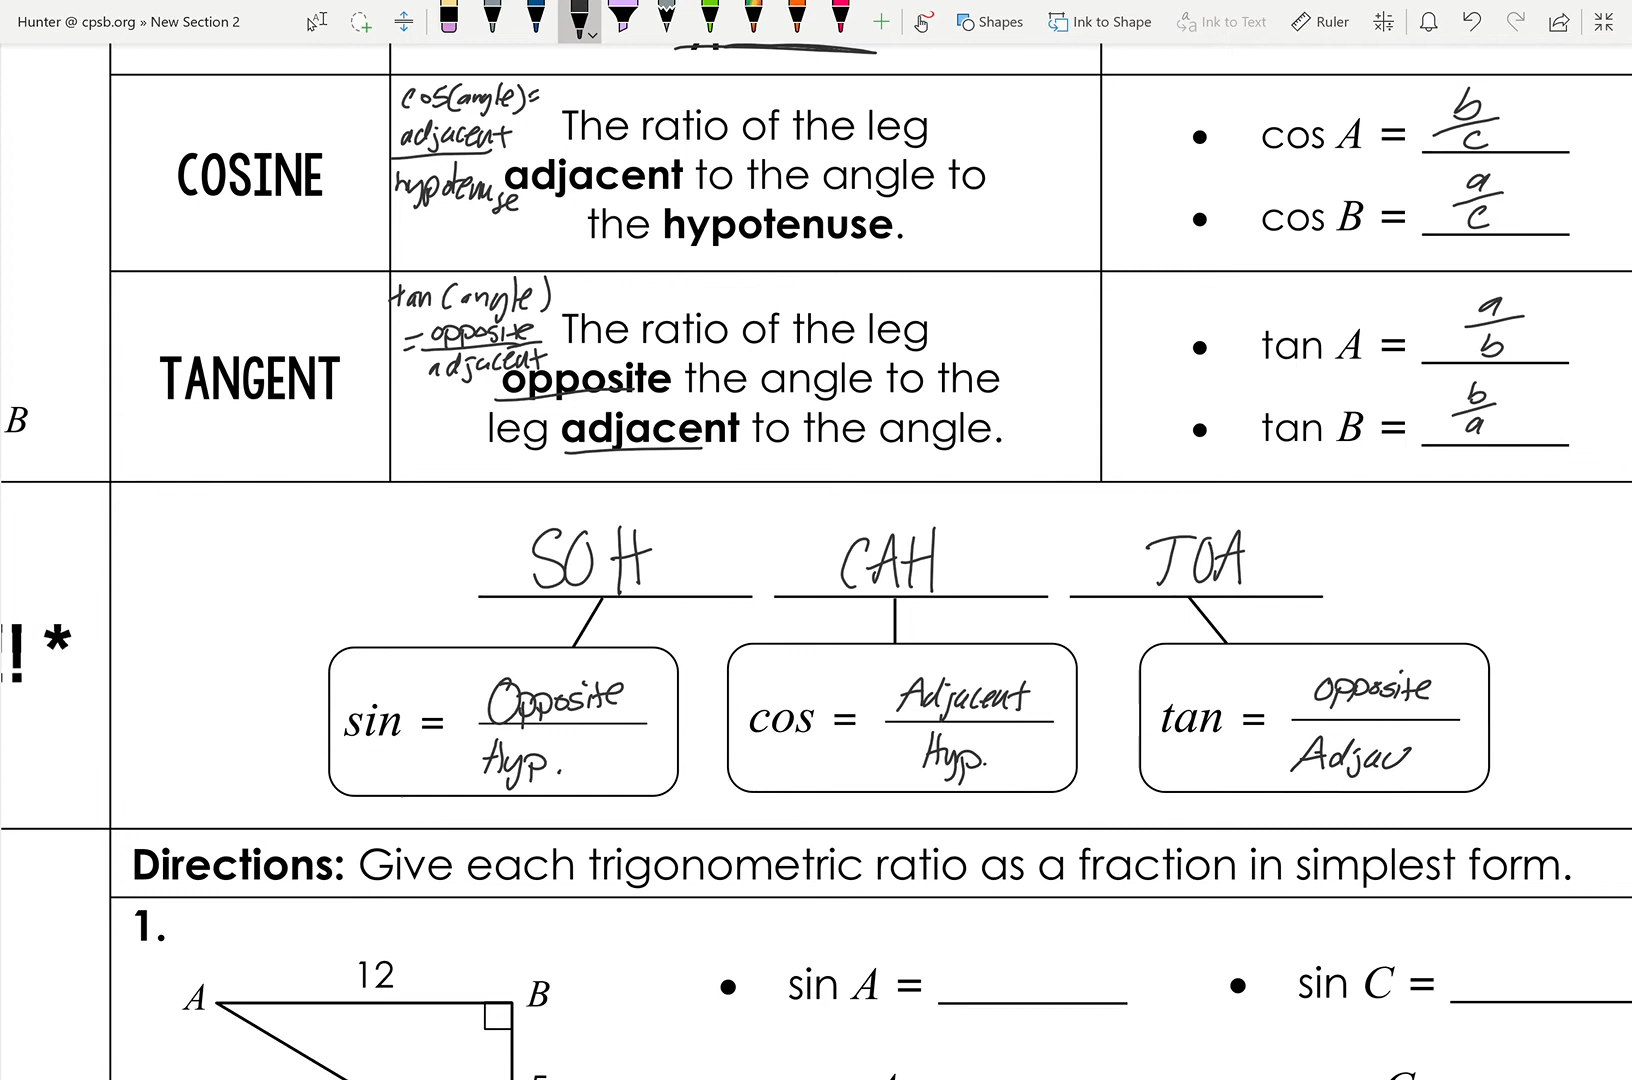 Hunter @ cpsb.org » New Section 2
Shapes
Ink to Shape
Ink to Text
Ruler
COSINE
cos(angle)=
adjacent
hypotenuse
The ratio of the leg
adjacent to the angle to
the hypotenuse.
• cos A = b/c
• cos B = a/c
TANGENT
tan (angle)
= opposite
adjacent
The ratio of the leg
opposite the angle to the
leg adjacent to the angle.
• tan A = a/b
• tan B = b/a
B
! *
SOH CAH TOA
sin = Opposite
Hyp.
cos = Adjacent
Hyp.
tan = opposite
Adjac
Directions: Give each trigonometric ratio as a fraction in simplest form.
1.
12
A
B
• sin A =
• sin C =